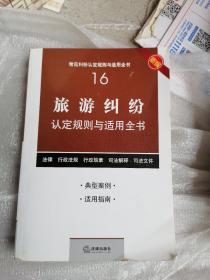 常见纠纷认定规则与适用全书
16
旅游纠纷
认定规则与适用全书
法律 行政法规 行政规章 司法解释 司法文件
·典型案例·
·适用指南·
法律出版社